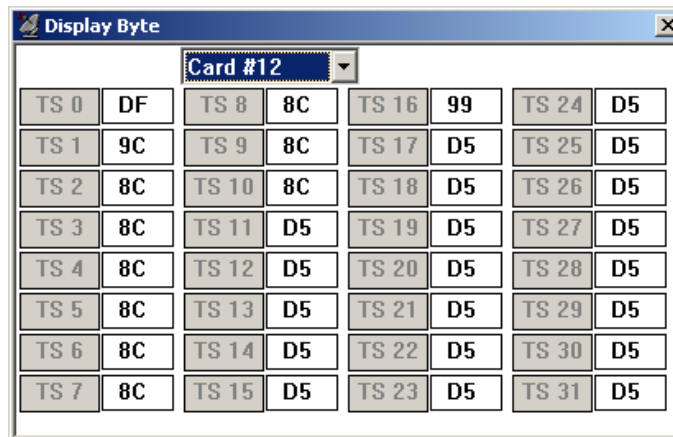 Display Byte
Card #12
TS 0 DF TS 8 8C TS 16 99 TS 24 D5
TS 1 9C TS 9 8C TS 17 D5 TS 25 D5
TS 2 8C TS 10 8C TS 18 D5 TS 26 D5
TS 3 8C TS 11 D5 TS 19 D5 TS 27 D5
TS 4 8C TS 12 D5 TS 20 D5 TS 28 D5
TS 5 8C TS 13 D5 TS 21 D5 TS 29 D5
TS 6 8C TS 14 D5 TS 22 D5 TS 30 D5
TS 7 8C TS 15 D5 TS 23 D5 TS 31 D5